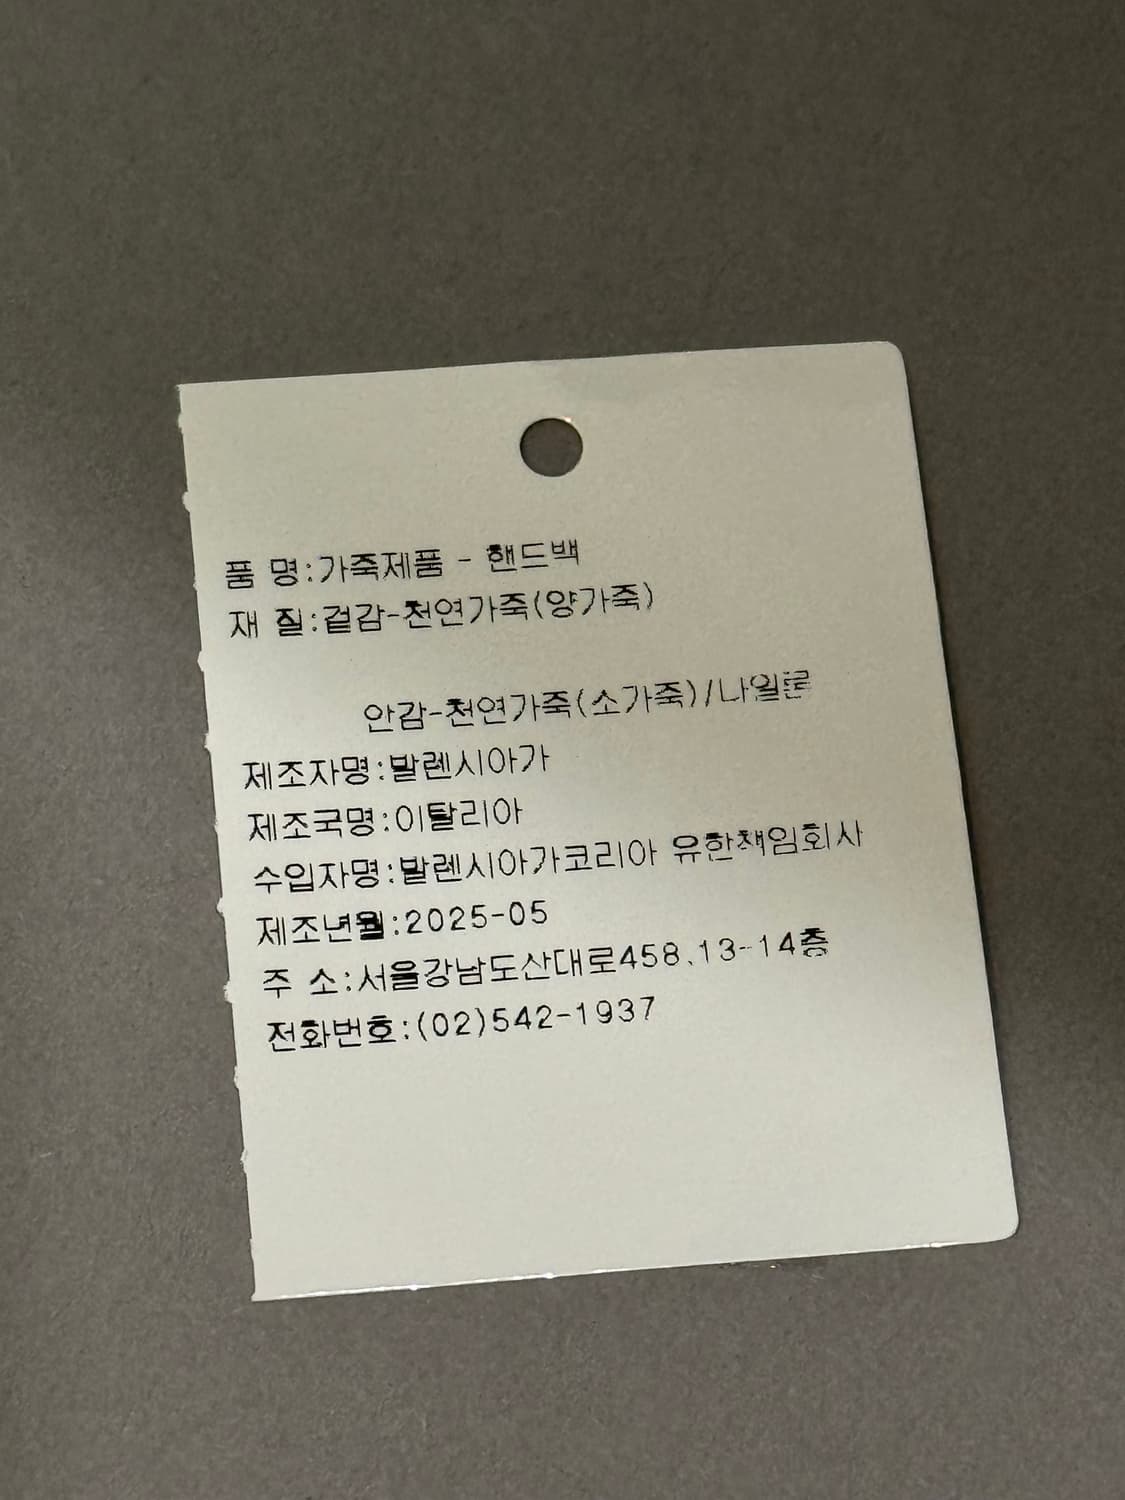 품 명:가죽제품 - 핸드백
재 질:겉감-천연가죽(양가죽)
안감-천연가죽(소가죽)/나일론
제조자명:발렌시아가
제조국명:이탈리아
수입자명:발렌시아가코리아 유한책임회사
제조년월:2025-05
주 소:서울강남도산대로458.13-14층
전화번호:(02)542-1937